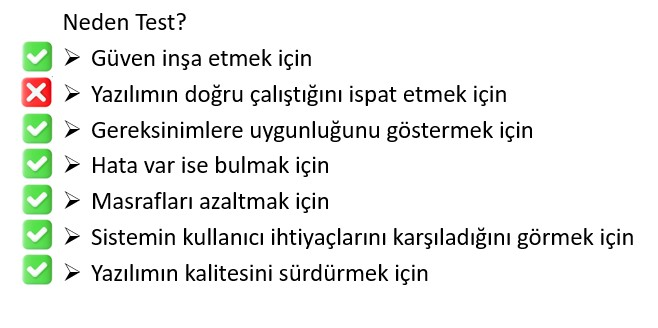 Neden Test?
➢ Güven inşa etmek için
➢ Yazılımın doğru çalıştığını ispat etmek için
➢ Gereksinimlere uygunluğunu göstermek için
➢ Hata var ise bulmak için
➢ Masrafları azaltmak için
➢ Sistemin kullanıcı ihtiyaçlarını karşıladığını görmek için
➢ Yazılımın kalitesini sürdürmek için